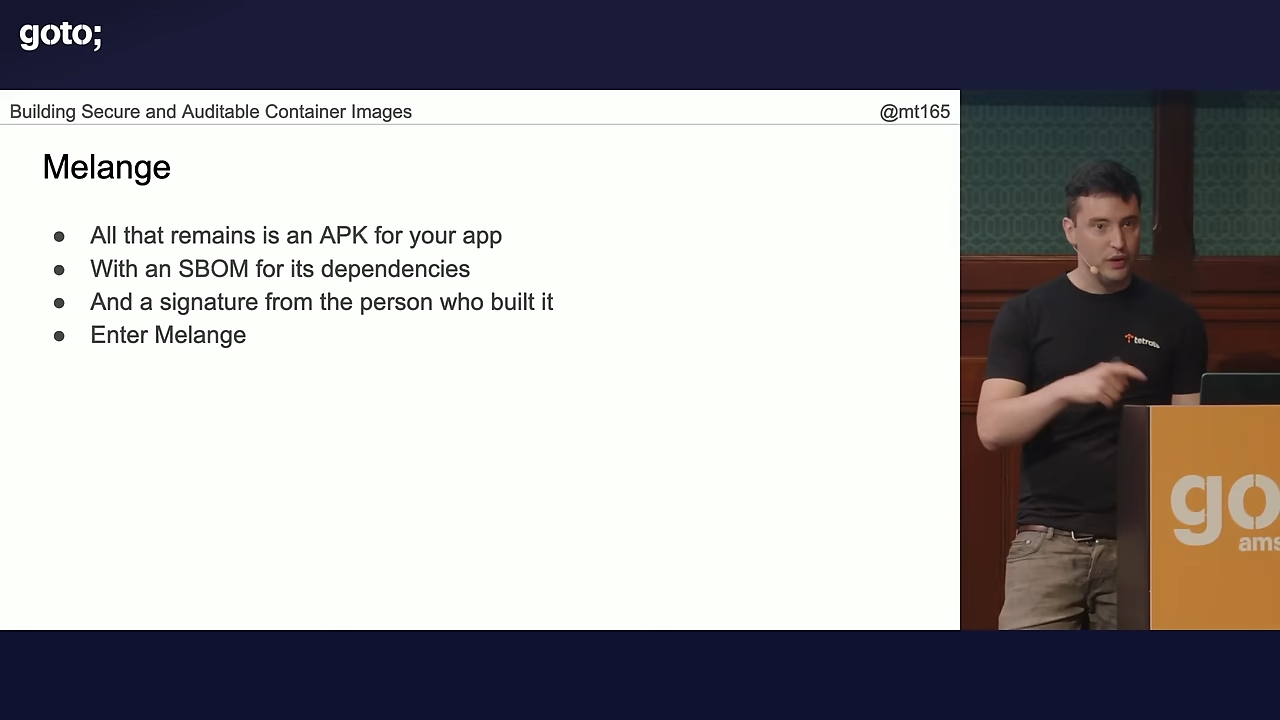 goto;
Building Secure and Auditable Container Images
@mt165
Melange
● All that remains is an APK for your app
● With an SBOM for its dependencies
● And a signature from the person who built it
● Enter Melange
go
ams